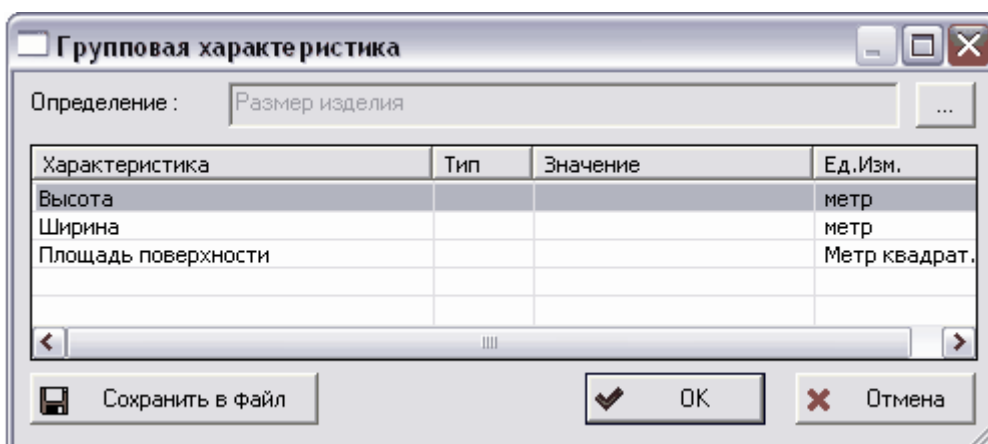 Групповая характеристика
Определение : Размер изделия ...
Характеристика Тип Значение Ед.Изм.
Высота метр
Ширина метр
Площадь поверхности Метр квадрат.
Сохранить в файл OK Отмена